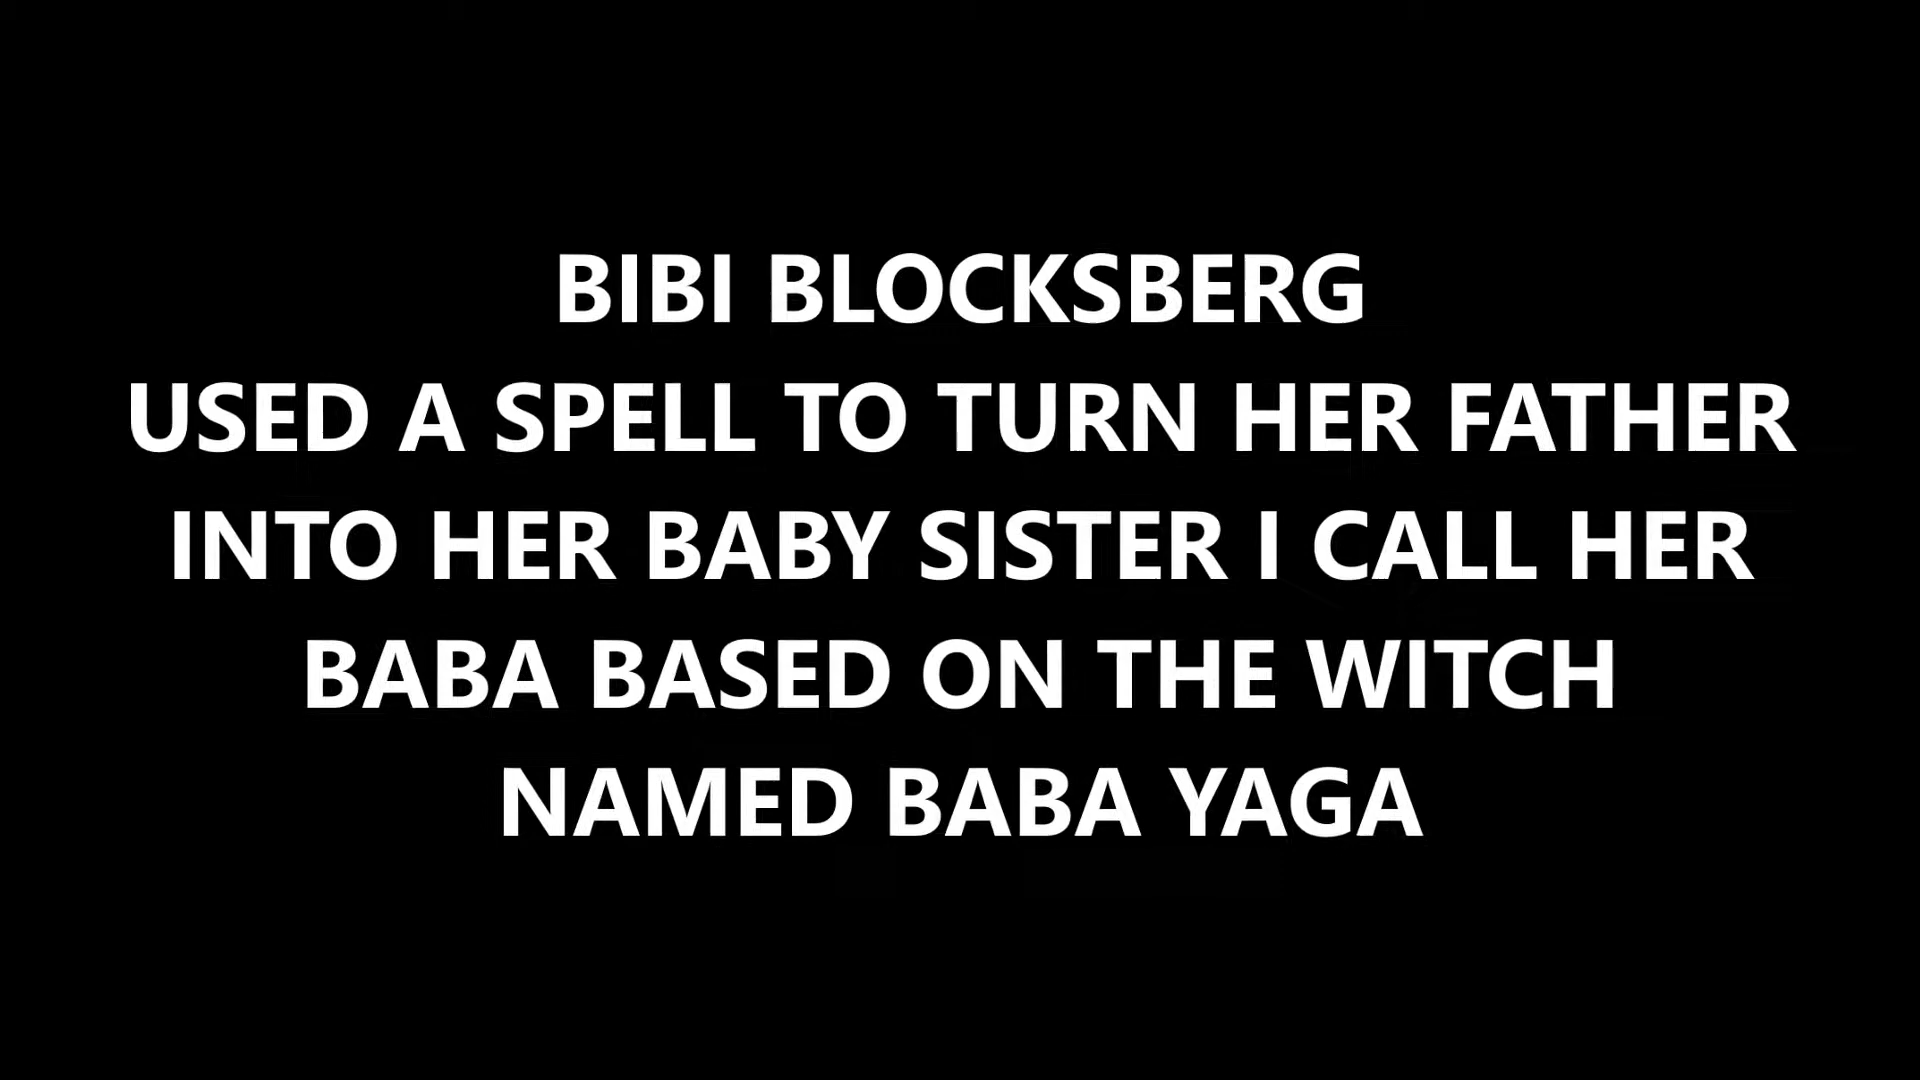 BIBI BLOCKSBERG
USED A SPELL TO TURN HER FATHER
INTO HER BABY SISTER I CALL HER
BABA BASED ON THE WITCH
NAMED BABA YAGA